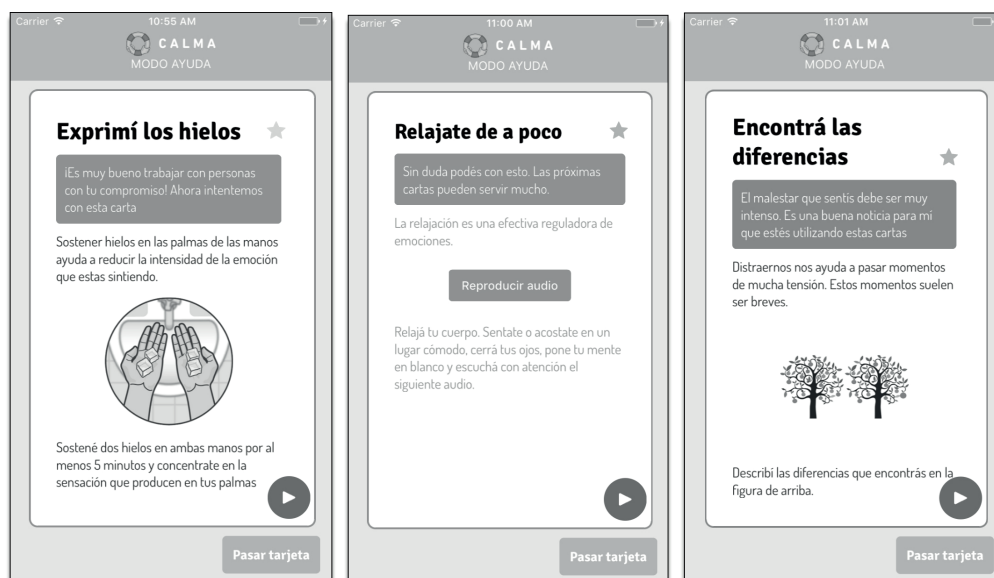 Carrier 10:55 AM
CALMA
MODO AYUDA
Exprimí los hielos
¡Es muy bueno trabajar con personas
con tu compromiso! Ahora intentemos
con esta carta
Sostener hielos en las palmas de las manos
ayuda a reducir la intensidad de la emoción
que estas sintiendo.
Sostené dos hielos en ambas manos por al
menos 5 minutos y concentrate en la
sensación que producen en tus palmas
Pasar tarjeta
Carrier 11:00 AM
CALMA
MODO AYUDA
Relajate de a poco
Sin duda podés con esto. Las próximas
cartas pueden servir mucho.
La relajación es una efectiva reguladora de
emociones.
Reproducir audio
Relajá tu cuerpo. Sentate o acostate en un
lugar cómodo, cerrá tus ojos, pone tu mente
en blanco y escuchá con atención el
siguiente audio.
Pasar tarjeta
Carrier 11:01 AM
CALMA
MODO AYUDA
Encontrá las
diferencias
El malestar que sentís debe ser muy
intenso. Es una buena noticia para mi
que estés utilizando estas cartas
Distraernos nos ayuda a pasar momentos
de mucha tensión. Estos momentos suelen
ser breves.
Describí las diferencias que encontrás en la
figura de arriba.
Pasar tarjeta